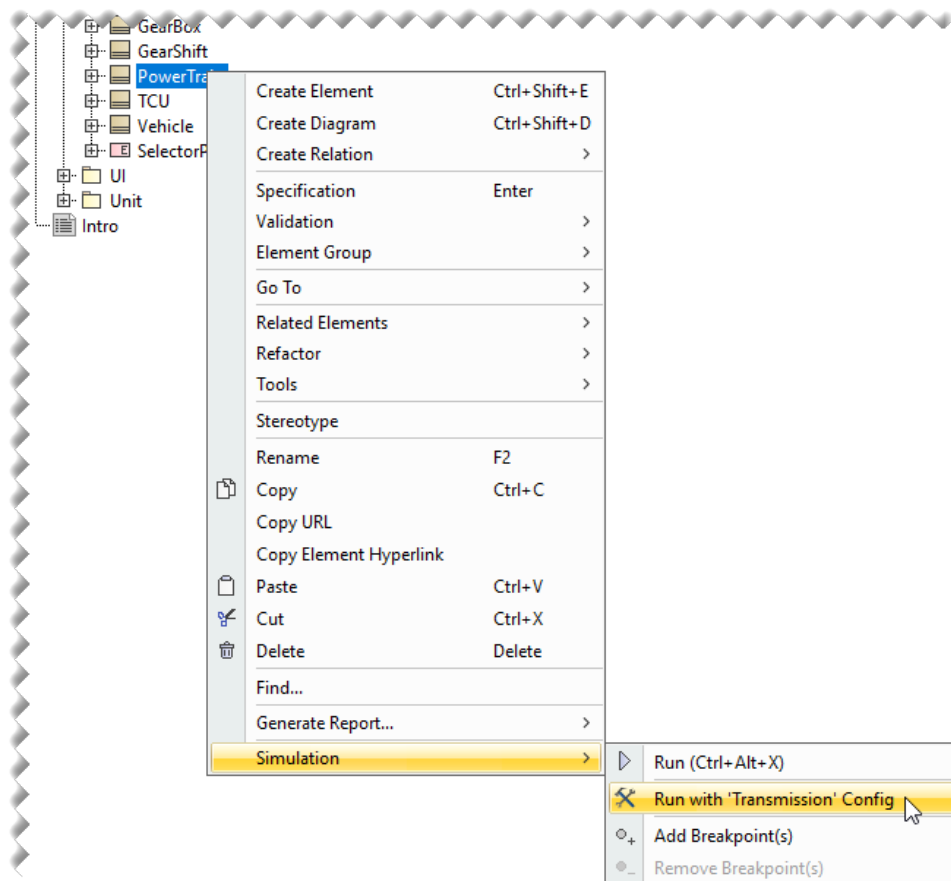 GearBox
GearShift
PowerTra
TCU
Vehicle
SelectorP
UI
Unit
Intro
Create Element Ctrl+Shift+E
Create Diagram Ctrl+Shift+D
Create Relation
Specification Enter
Validation
Element Group
Go To
Related Elements
Refactor
Tools
Stereotype
Rename F2
Copy Ctrl+C
Copy URL
Copy Element Hyperlink
Paste Ctrl+V
Cut Ctrl+X
Delete Delete
Find...
Generate Report...
Simulation
Run (Ctrl+Alt+X)
Run with 'Transmission' Config
Add Breakpoint(s)
Remove Breakpoint(s)